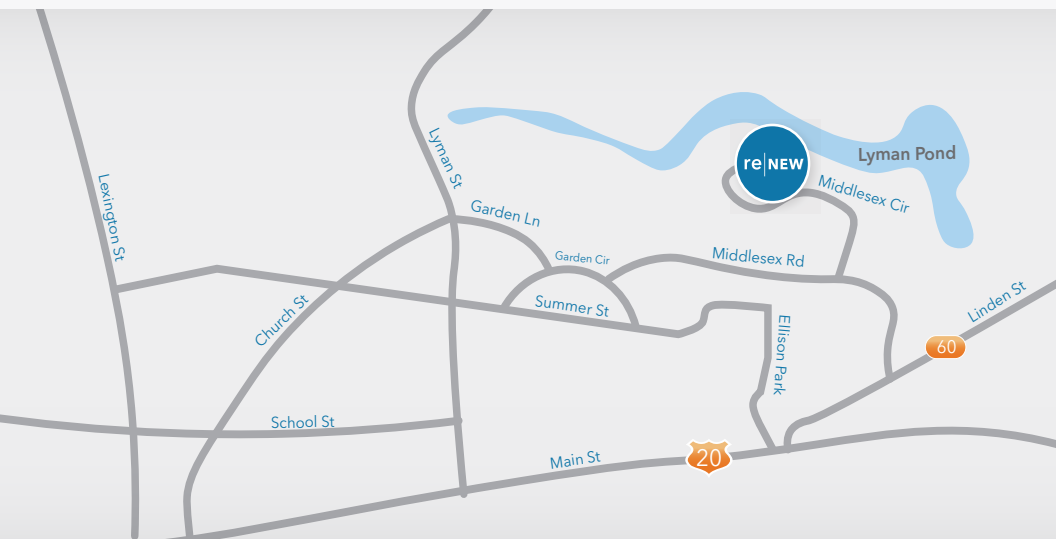 Lyman St
re|NEW
Lyman Pond
Lexington St
Middlesex Cir
Garden Ln
Garden Cir
Middlesex Rd
Church St
Summer St
Linden St
Ellison Park
60
School St
Main St
20